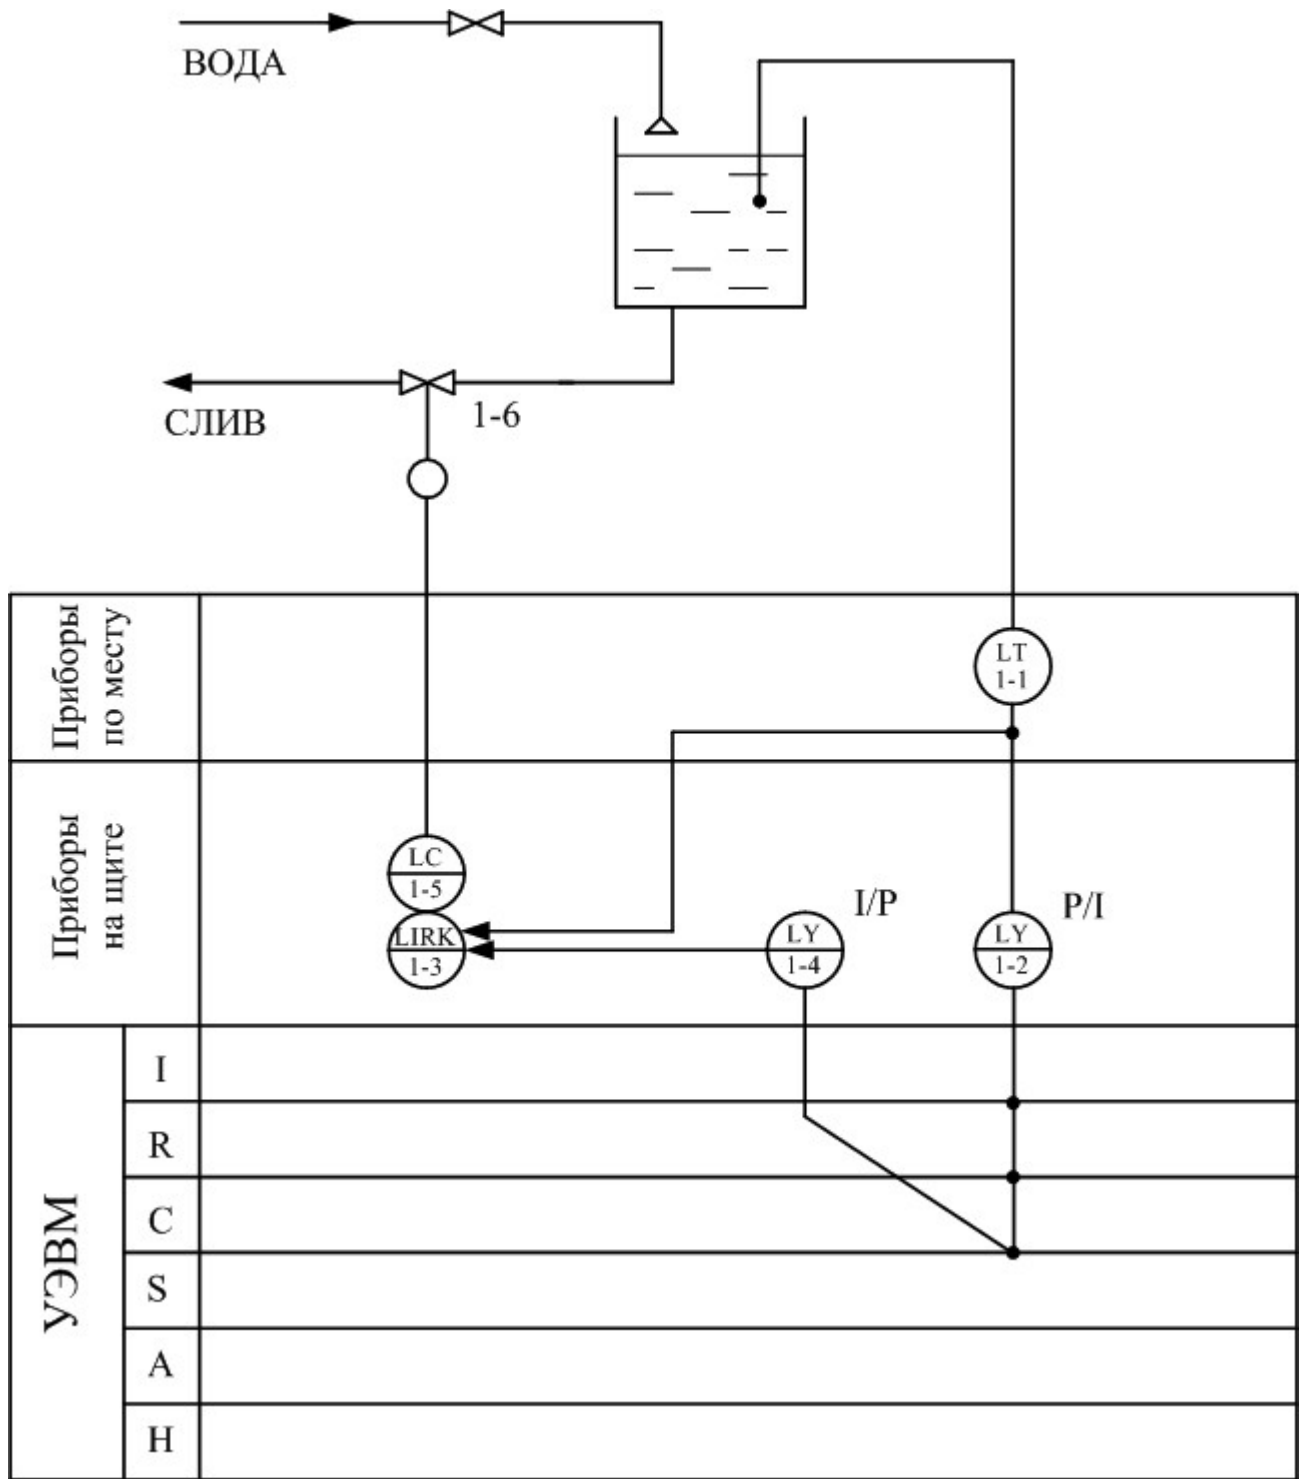 ВОДА
СЛИВ
1-6
Приборы
по месту
LT
1-1
Приборы
на щите
LC
1-5
LIRK
1-3
I/P
LY
1-4
P/I
LY
1-2
УЭВМ
I
R
C
S
A
H